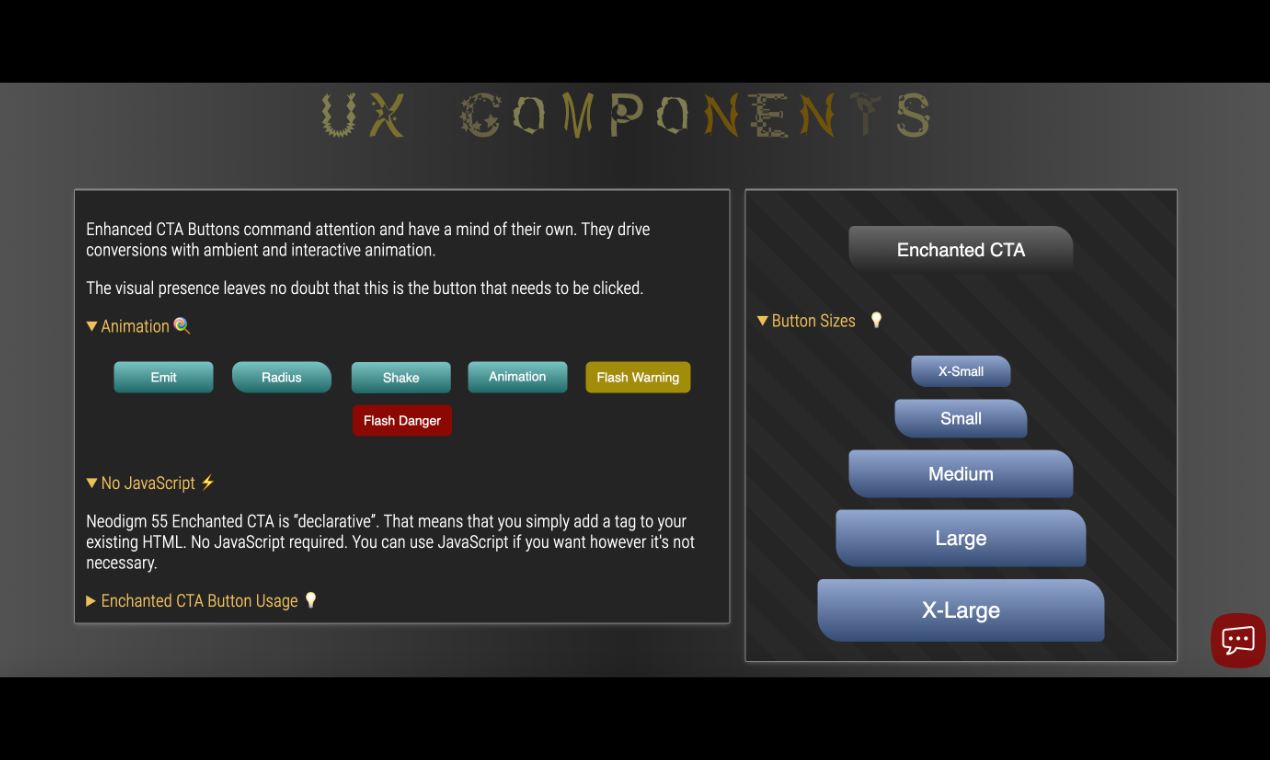 UX COMPONENTS
Enhanced CTA Buttons command attention and have a mind of their own. They drive
conversions with ambient and interactive animation.
The visual presence leaves no doubt that this is the button that needs to be clicked.
Animation
Emit
Radius
Shake
Animation
Flash Warning
Flash Danger
No JavaScript
Neodigm 55 Enchanted CTA is “declarative”. That means that you simply add a tag to your
existing HTML. No JavaScript required. You can use JavaScript if you want however it's not
necessary.
Enchanted CTA Button Usage
Enchanted CTA
Button Sizes
X-Small
Small
Medium
Large
X-Large